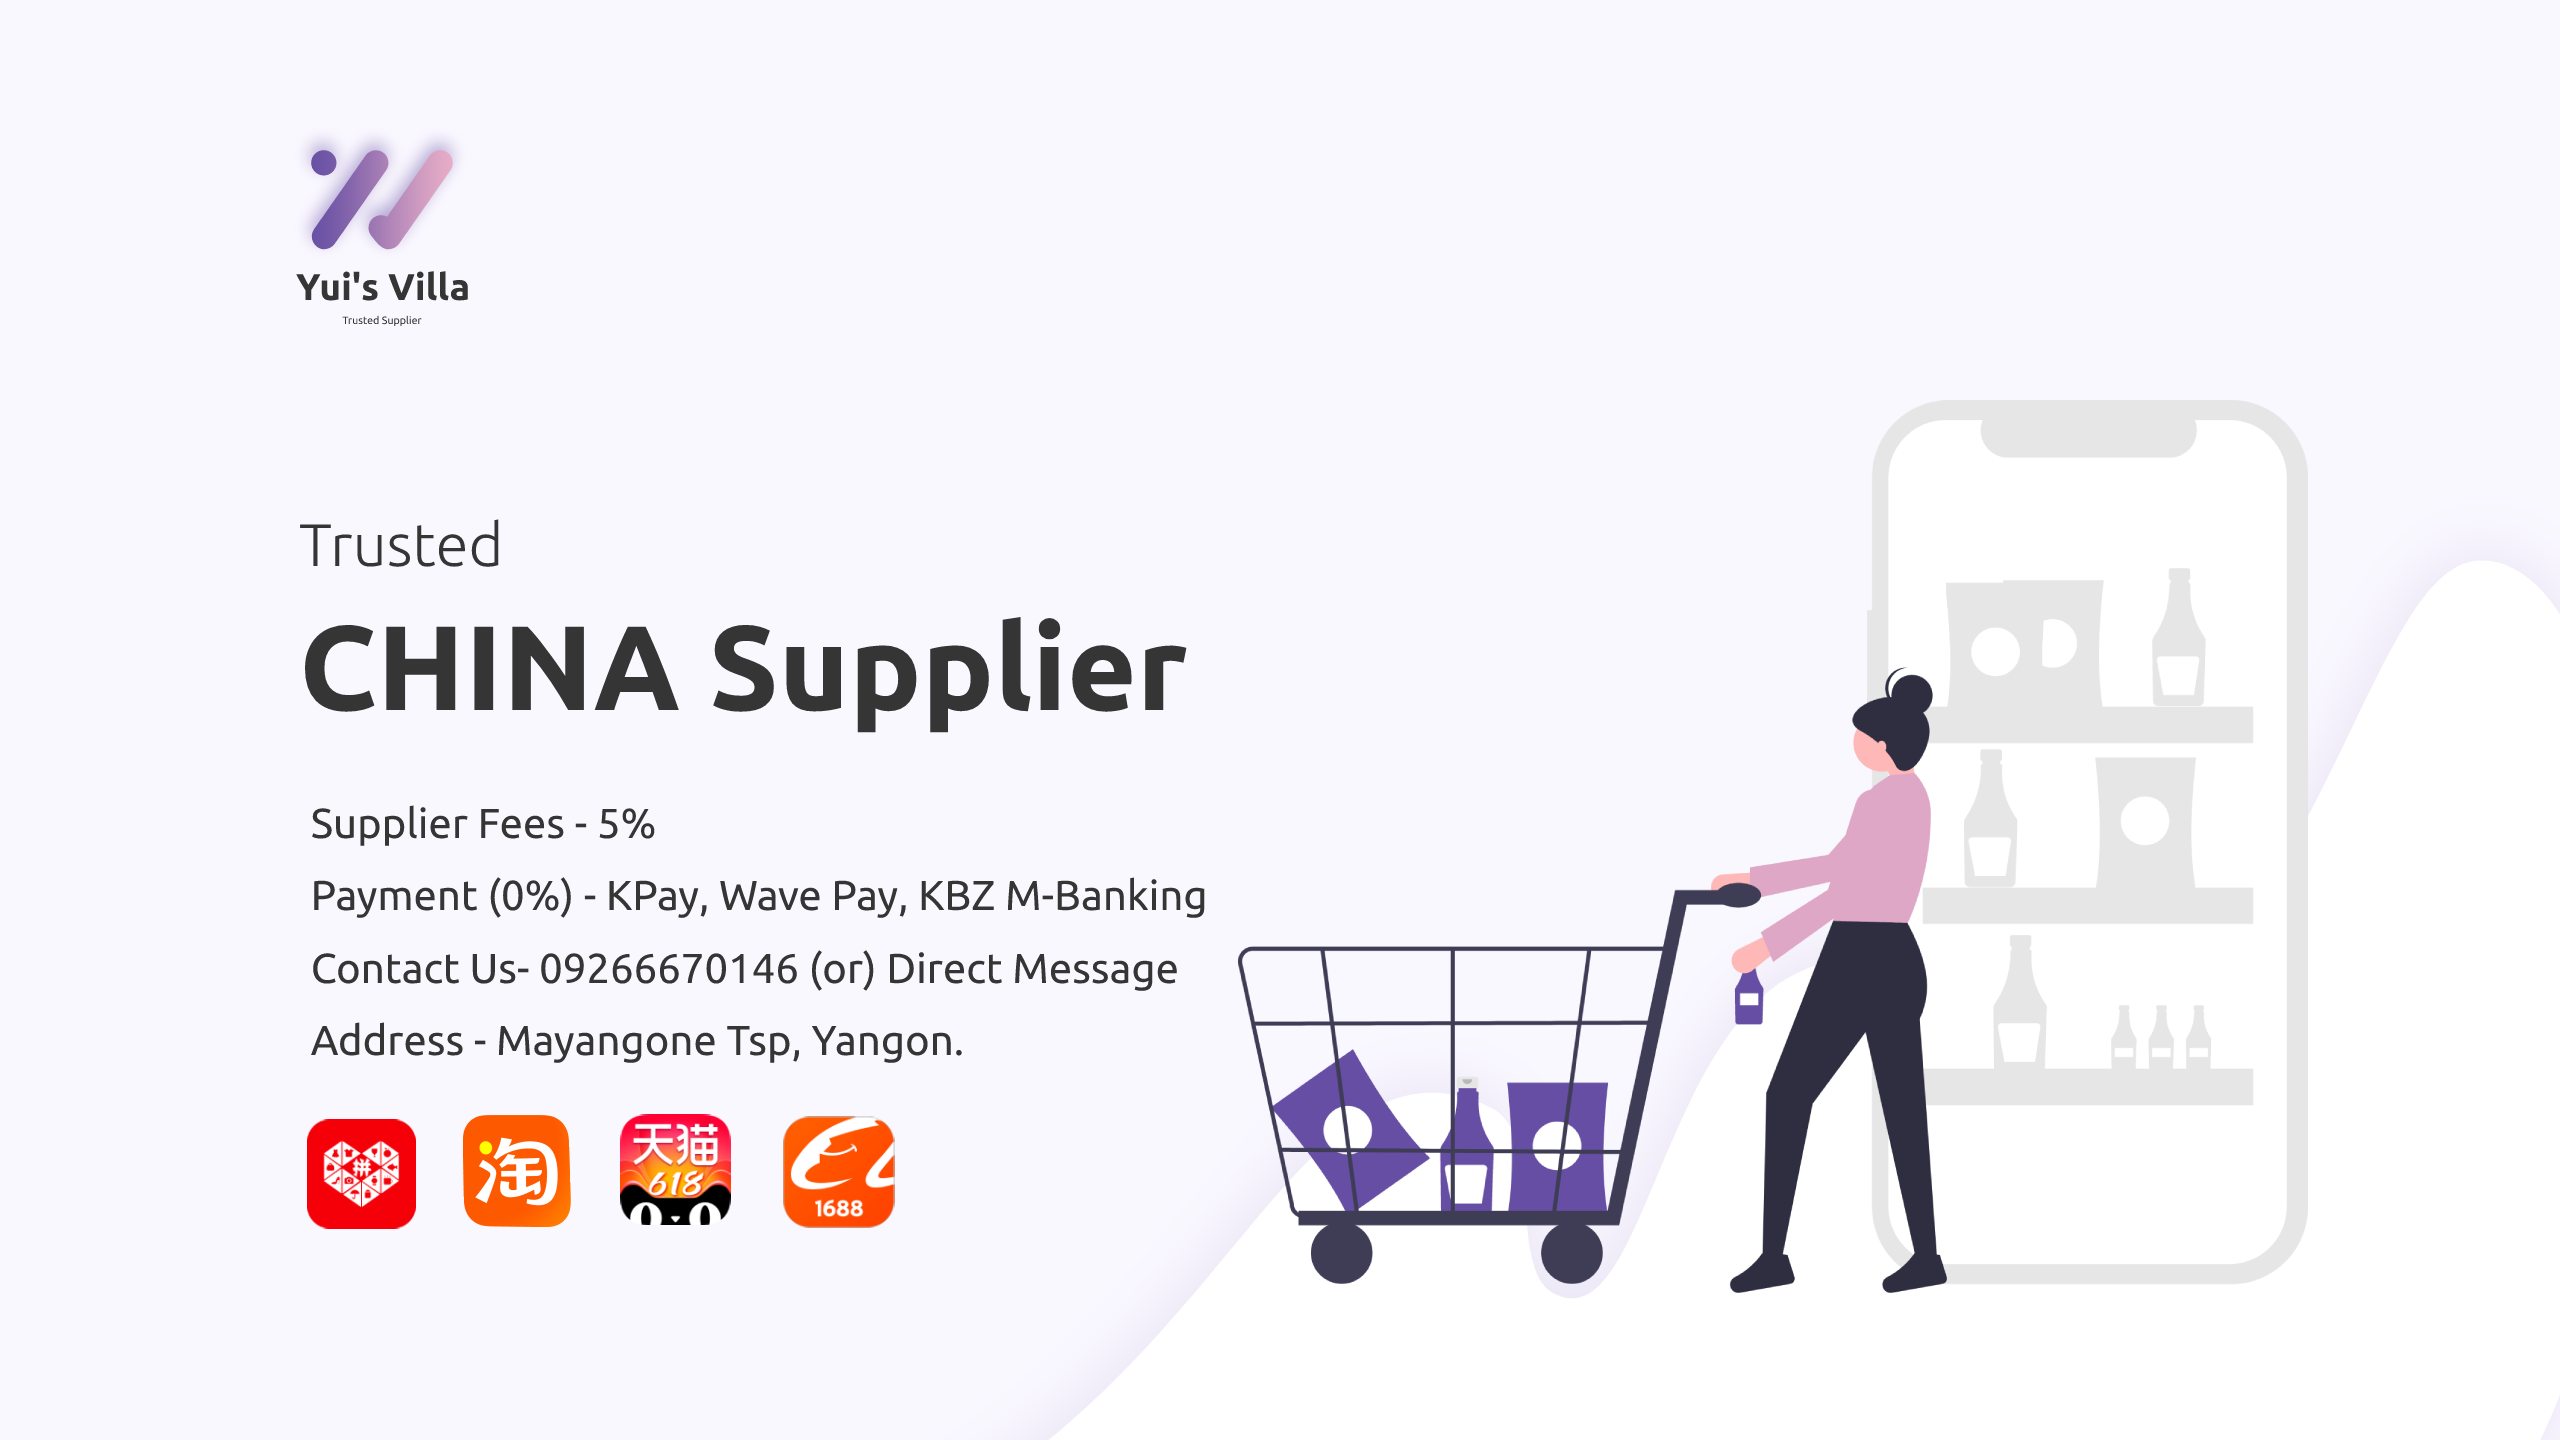 Yui's Villa
Trusted Supplier
Trusted
CHINA Supplier
Supplier Fees - 5%
Payment (0%) - KPay, Wave Pay, KBZ M-Banking
Contact Us- 09266670146 (or) Direct Message
Address - Mayangone Tsp, Yangon.
拼
淘
天猫
618
1688